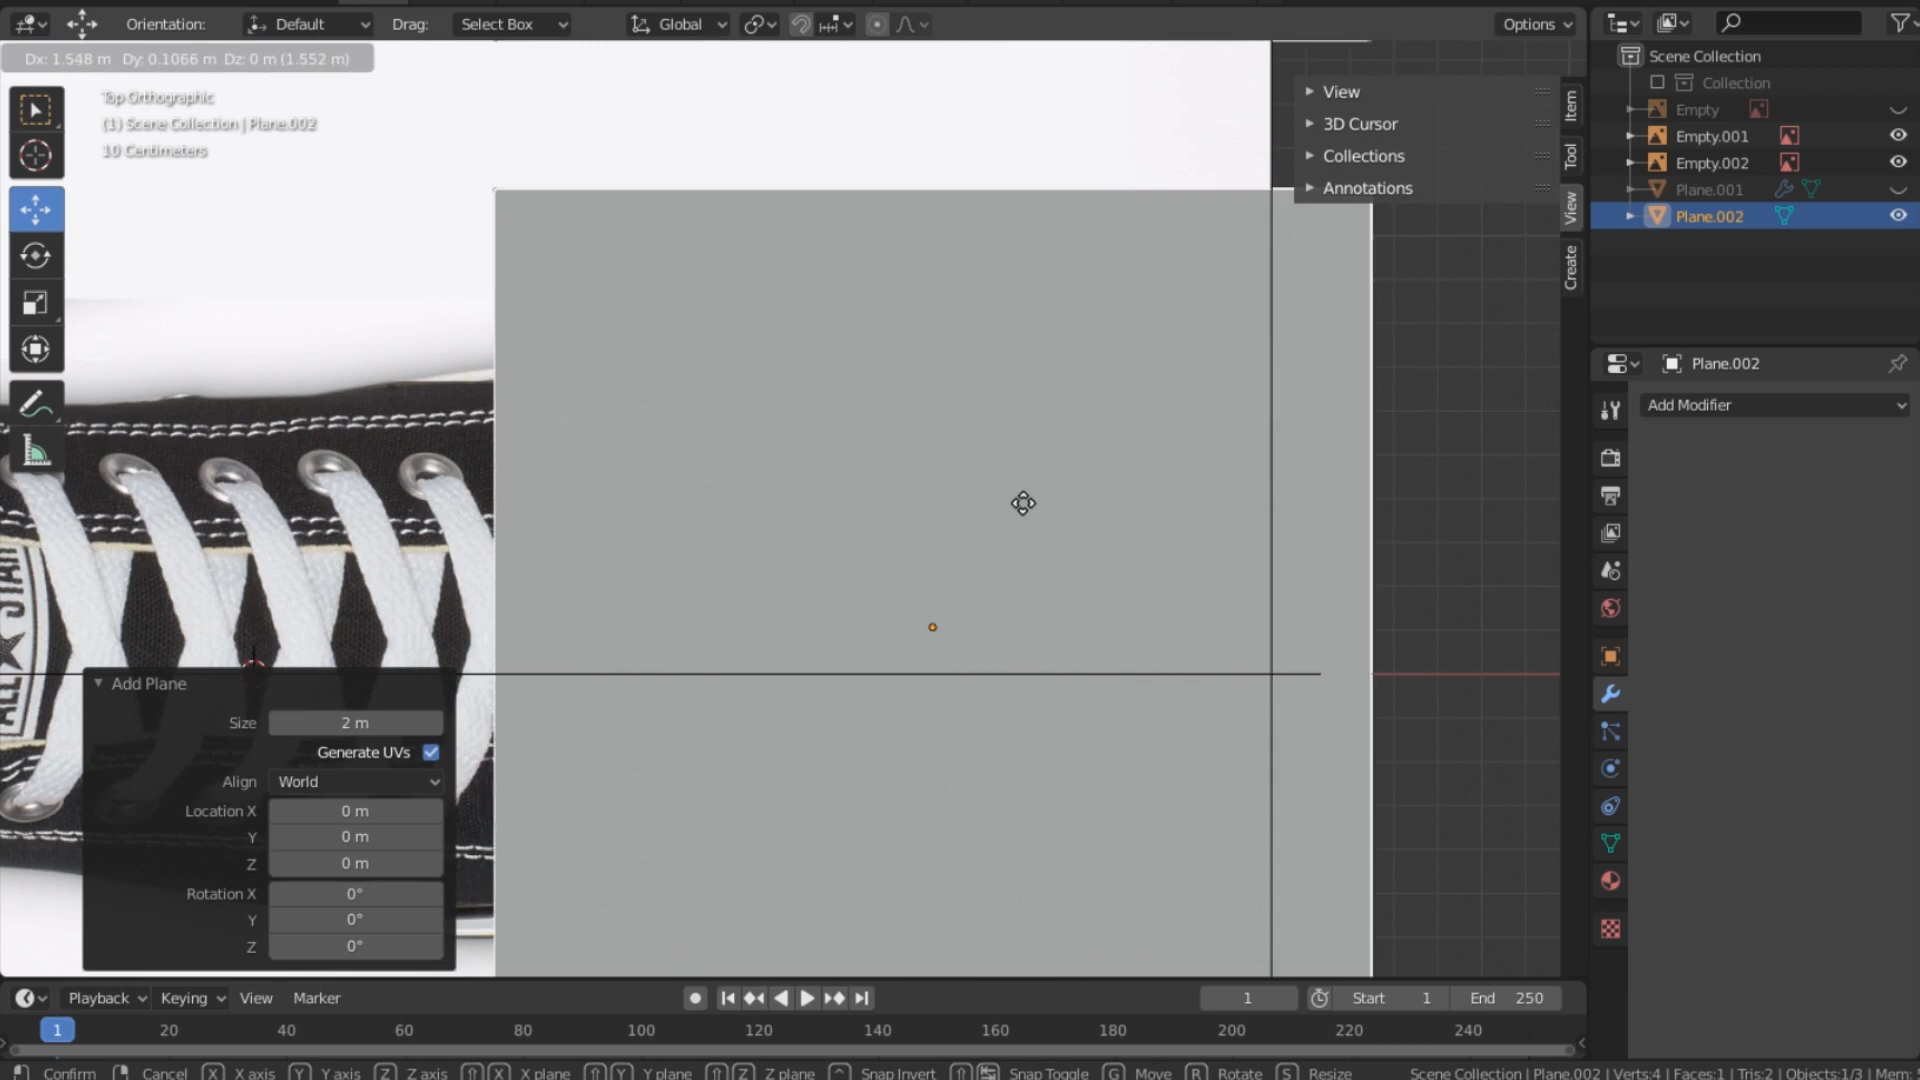 Orientation: Default Drag: Select Box Global Options
Dx: 1.548 m Dy: 0.1066 m Dz: 0 m (1.552 m)
Top Orthographic
(1) Scene Collection | Plane.002
10 Centimeters
View
3D Cursor
Collections
Annotations
Item
Tool
View
Create
Scene Collection
Collection
Empty
Empty.001
Empty.002
Plane.001
Plane.002
Plane.002
Add Modifier
Add Plane
Size 2 m
Generate UVs
Align World
Location X 0 m
Y 0 m
Z 0 m
Rotation X 0°
Y 0°
Z 0°
Playback Keying View Marker 1 Start 1 End 250
1 20 40 60 80 100 120 140 160 180 200 220 240
Confirm Cancel X X axis Y Y axis Z Z axis X X plane Y Y plane Z Z plane Snap Invert Snap Toggle G Move R Rotate S Resize Scene Collection | Plane.002 | Verts:4 | Faces:1 | Tris:2 | Objects:1/3 | Mem: